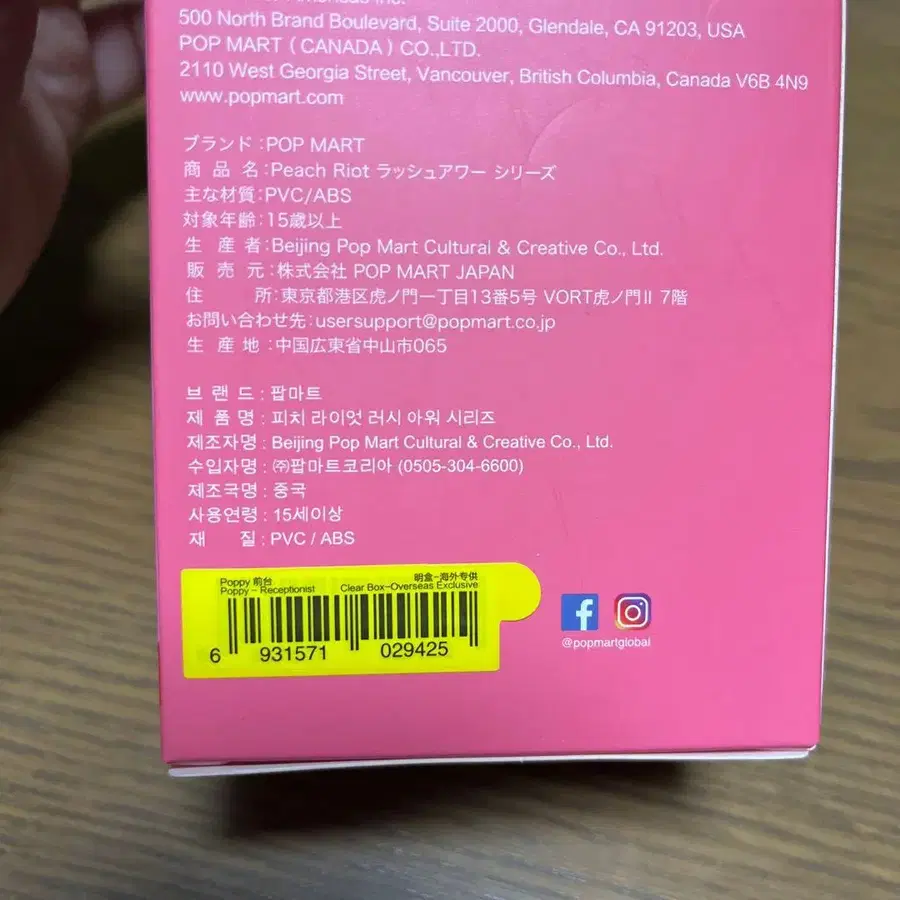 Inc.
500 North Brand Boulevard, Suite 2000, Glendale, CA 91203, USA
POP MART ( CANADA ) CO.,LTD.
2110 West Georgia Street, Vancouver, British Columbia, Canada V6B 4N9
www.popmart.com
ブランド:POP MART
商 品 名:Peach Riot ラッシュアワー シリーズ
主な材質:PVC/ABS
対象年齢:15歳以上
生 産 者:Beijing Pop Mart Cultural & Creative Co., Ltd.
販 売 元:株式会社 POP MART JAPAN
住 所:東京都港区虎ノ門一丁目13番5号 VORT虎ノ門II 7階
お問い合わせ先:usersupport@popmart.co.jp
生 産 地:中国広東省中山市065
브 랜 드 : 팝마트
제 품 명 : 피치 라이엇 러시 아워 시리즈
제조자명 : Beijing Pop Mart Cultural & Creative Co., Ltd.
수입자명 : ㈜팝마트코리아 (0505-304-6600)
제조국명 : 중국
사용연령 : 15세이상
재 질 : PVC / ABS
Poppy 前台 明盒-海外专供
Poppy - Receptionist Clear Box-Overseas Exclusive
6 931571 029425
@popmartglobal